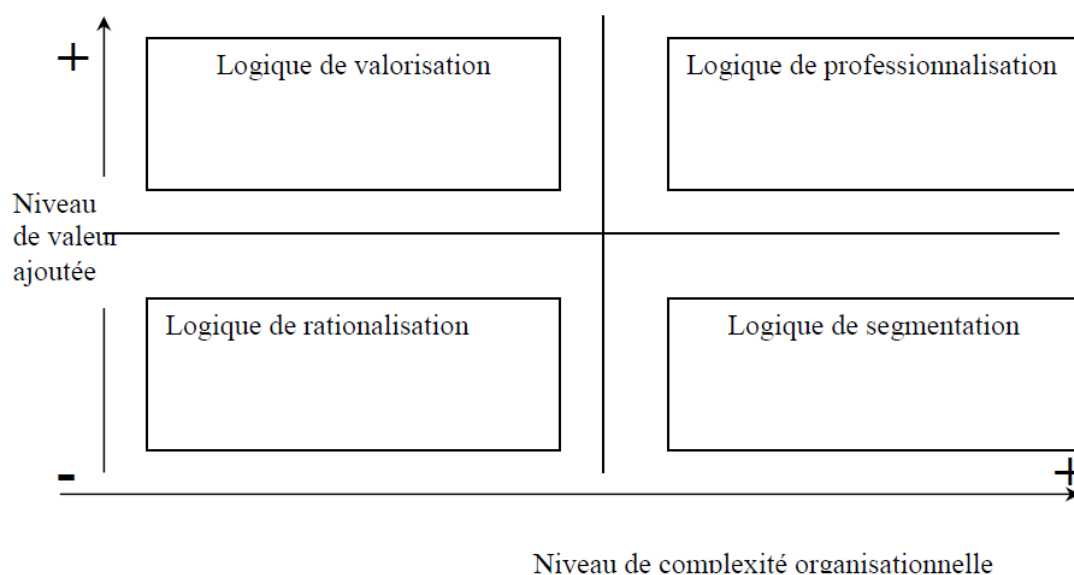 +
Logique de valorisation
Logique de professionnalisation
Niveau
de valeur
ajoutée
Logique de rationalisation
Logique de segmentation
-
+
Niveau de complexité organisationnelle